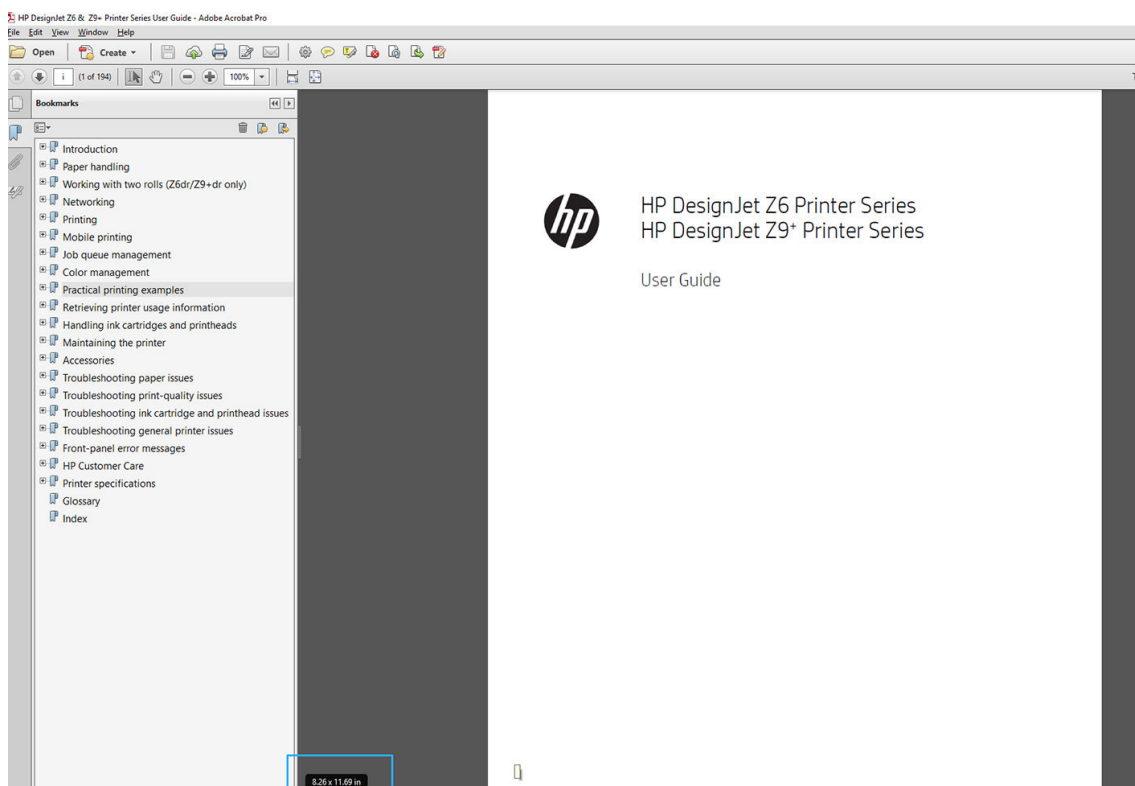 HP DesignJet Z6 & Z9+ Printer Series User Guide - Adobe Acrobat Pro
File Edit View Window Help
Open Create
i (1 of 194) 100%
Bookmarks
Introduction
Paper handling
Working with two rolls (Z6dr/Z9+dr only)
Networking
Printing
Mobile printing
Job queue management
Color management
Practical printing examples
Retrieving printer usage information
Handling ink cartridges and printheads
Maintaining the printer
Accessories
Troubleshooting paper issues
Troubleshooting print-quality issues
Troubleshooting ink cartridge and printhead issues
Troubleshooting general printer issues
Front-panel error messages
HP Customer Care
Printer specifications
Glossary
Index
hp
HP DesignJet Z6 Printer Series
HP DesignJet Z9⁺ Printer Series
User Guide
8.26 x 11.69 in